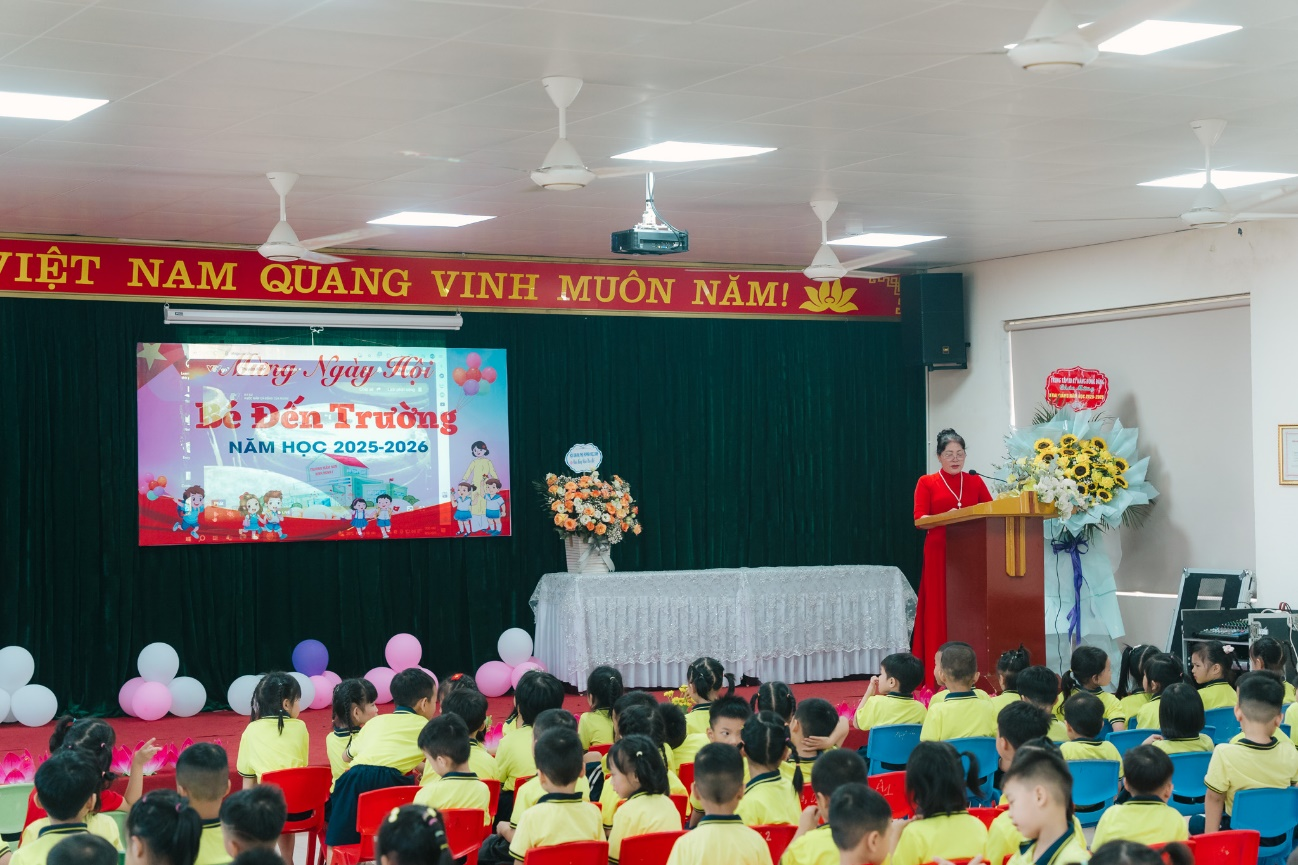 VIỆT NAM QUANG VINH MUÔN NĂM!
Mừng Ngày Hội
Bé Đến Trường
NĂM HỌC 2025-2026